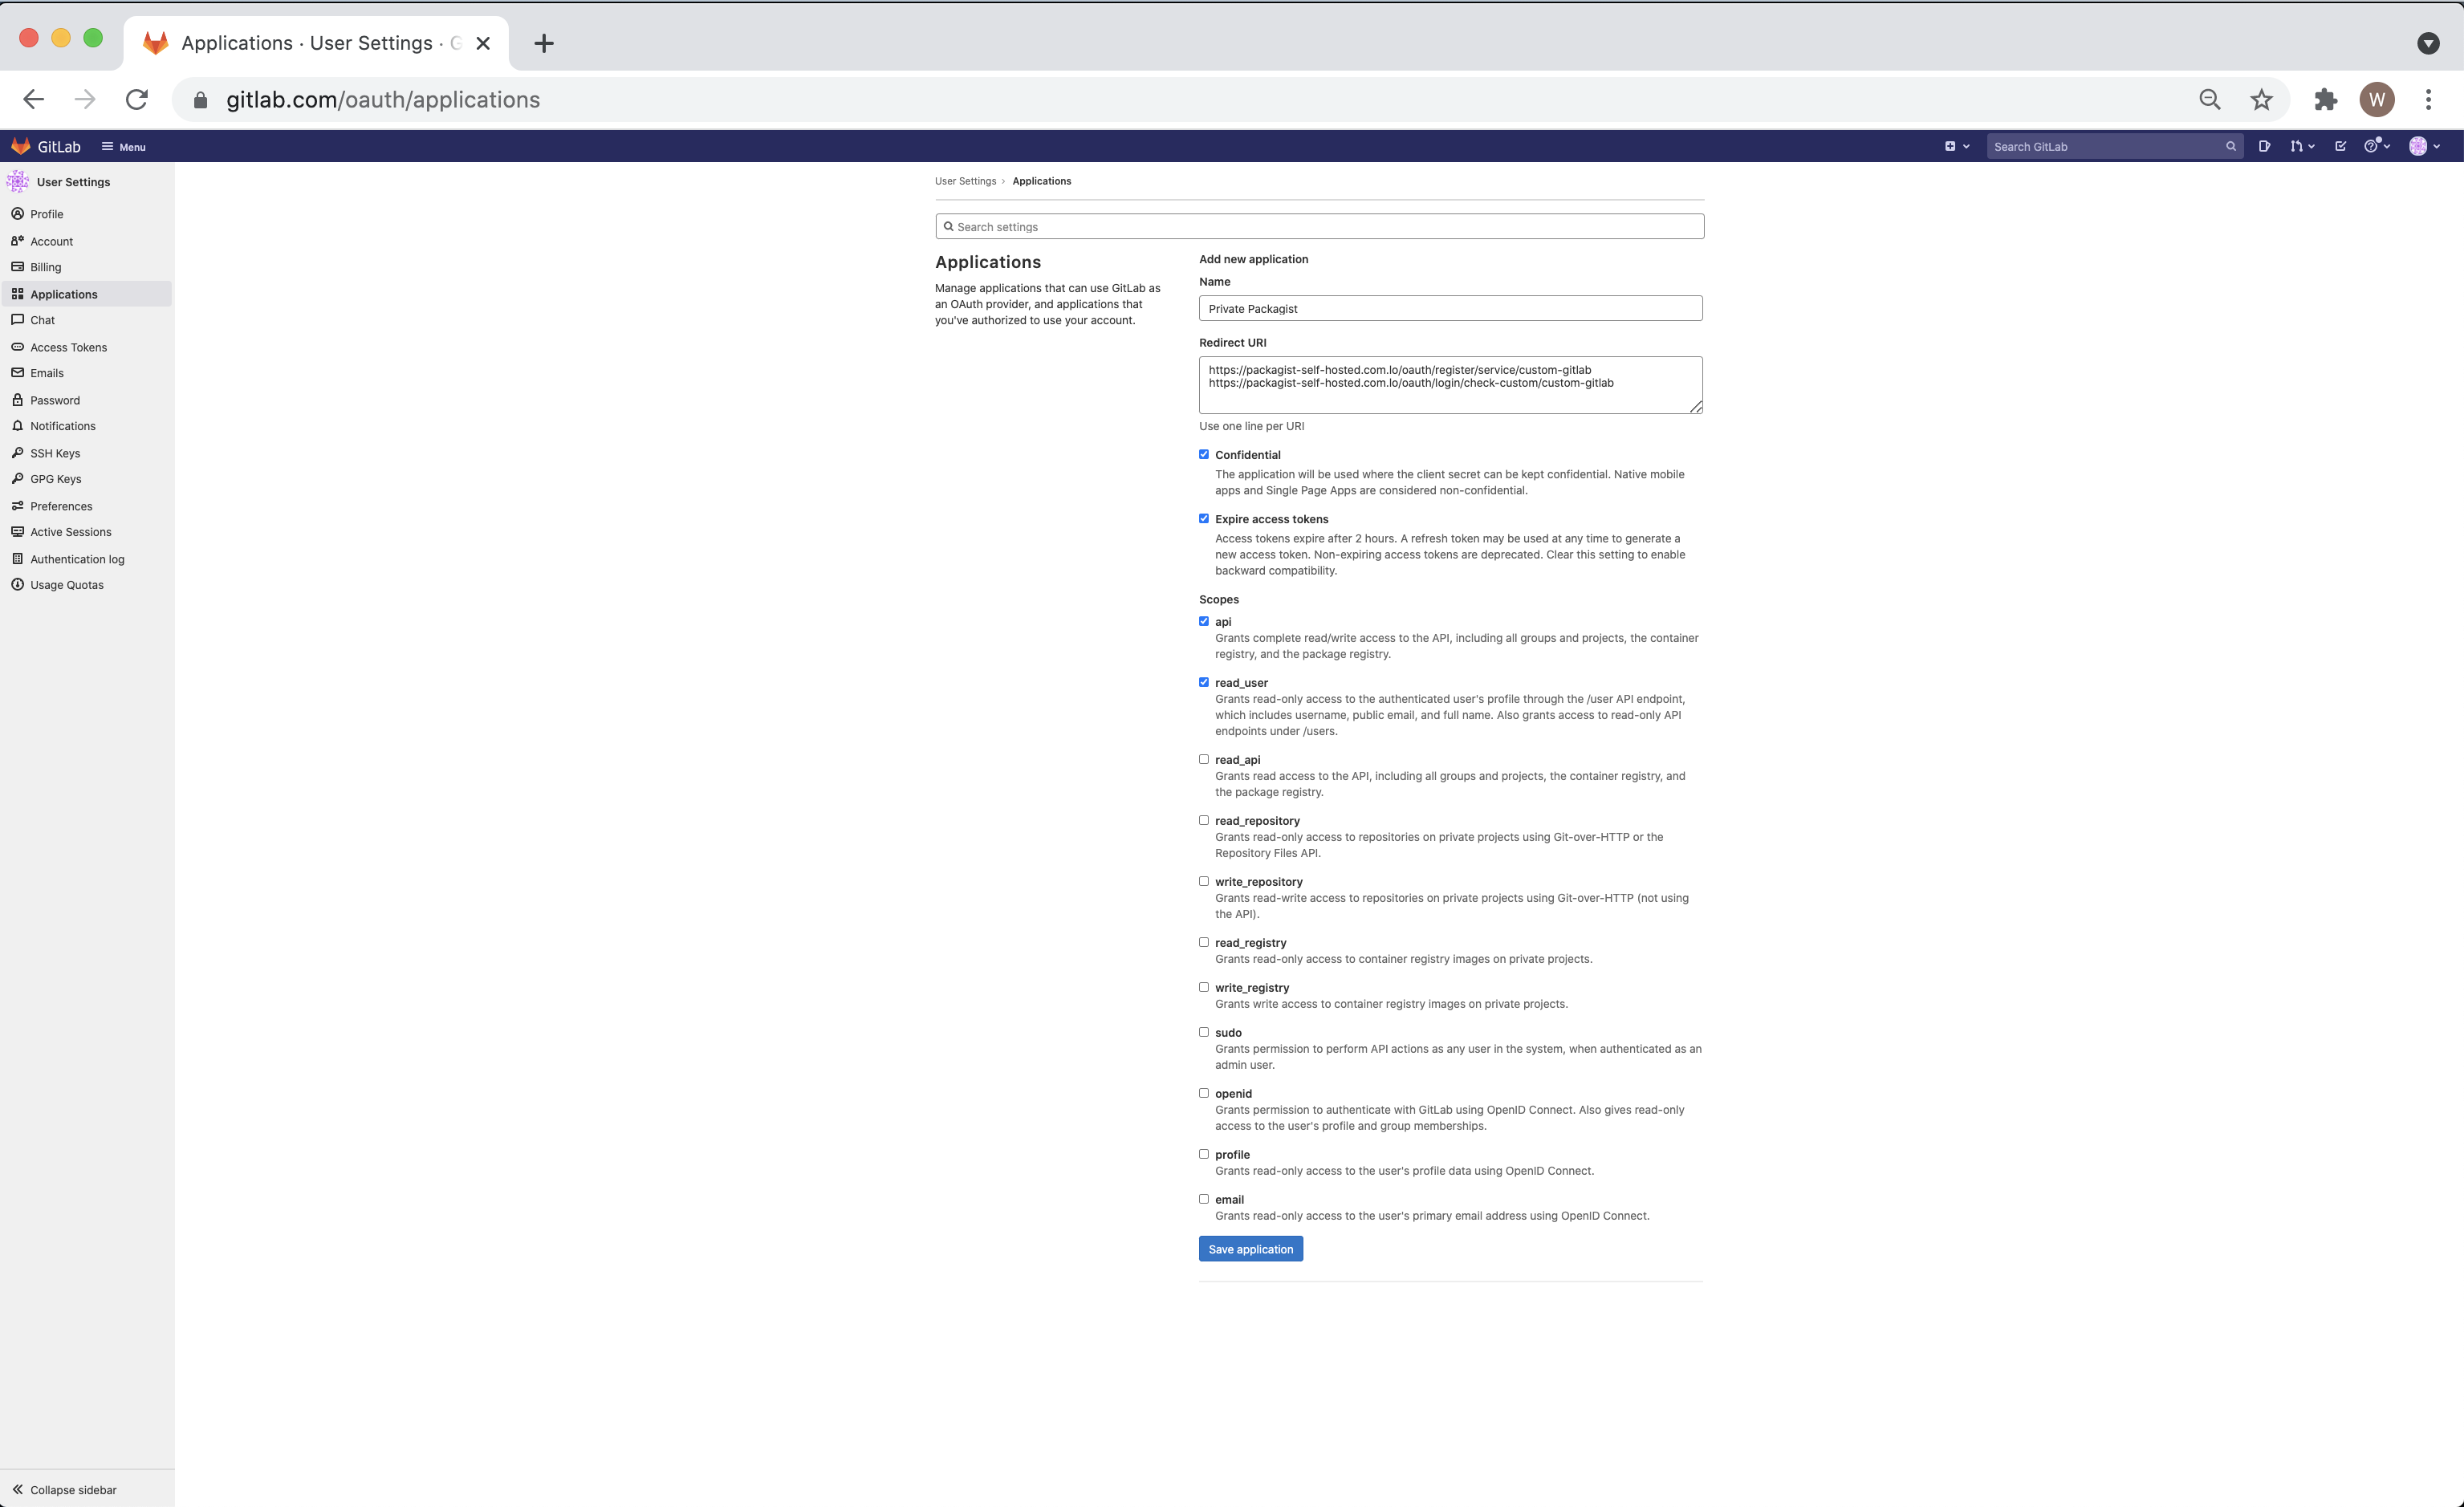 Applications · User Settings · G
gitlab.com/oauth/applications
W
GitLab
Menu
Search GitLab
User Settings
Profile
Account
Billing
Applications
Chat
Access Tokens
Emails
Password
Notifications
SSH Keys
GPG Keys
Preferences
Active Sessions
Authentication log
Usage Quotas
Collapse sidebar
User Settings › Applications
Search settings
Applications
Manage applications that can use GitLab as
an OAuth provider, and applications that
you've authorized to use your account.
Add new application
Name
Private Packagist
Redirect URI
https://packagist-self-hosted.com.lo/oauth/register/service/custom-gitlab
https://packagist-self-hosted.com.lo/oauth/login/check-custom/custom-gitlab
Use one line per URI
Confidential
The application will be used where the client secret can be kept confidential. Native mobile
apps and Single Page Apps are considered non-confidential.
Expire access tokens
Access tokens expire after 2 hours. A refresh token may be used at any time to generate a
new access token. Non-expiring access tokens are deprecated. Clear this setting to enable
backward compatibility.
Scopes
api
Grants complete read/write access to the API, including all groups and projects, the container
registry, and the package registry.
read_user
Grants read-only access to the authenticated user's profile through the /user API endpoint,
which includes username, public email, and full name. Also grants access to read-only API
endpoints under /users.
read_api
Grants read access to the API, including all groups and projects, the container registry, and
the package registry.
read_repository
Grants read-only access to repositories on private projects using Git-over-HTTP or the
Repository Files API.
write_repository
Grants read-write access to repositories on private projects using Git-over-HTTP (not using
the API).
read_registry
Grants read-only access to container registry images on private projects.
write_registry
Grants write access to container registry images on private projects.
sudo
Grants permission to perform API actions as any user in the system, when authenticated as an
admin user.
openid
Grants permission to authenticate with GitLab using OpenID Connect. Also gives read-only
access to the user's profile and group memberships.
profile
Grants read-only access to the user's profile data using OpenID Connect.
email
Grants read-only access to the user's primary email address using OpenID Connect.
Save application